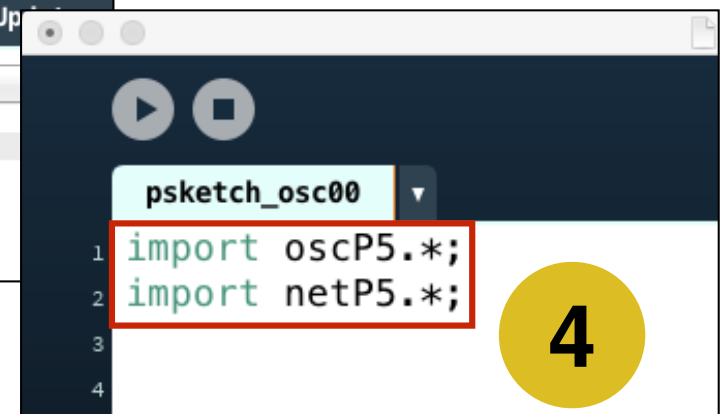 psketch_osc00
1 import oscP5.*;
2 import netP5.*;
3
4
4